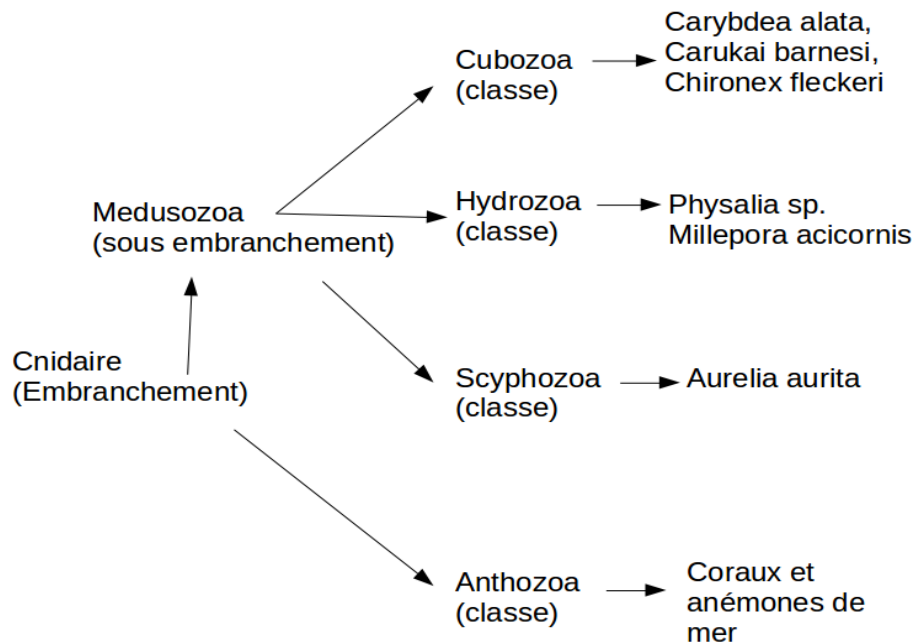 Cubozoa
(classe)
Carybdea alata,
Carukai barnesi,
Chironex fleckeri
Medusozoa
(sous embranchement)
Hydrozoa
(classe)
Physalia sp.
Millepora acicornis
Cnidaire
(Embranchement)
Scyphozoa
(classe)
Aurelia aurita
Anthozoa
(classe)
Coraux et
anémones de
mer